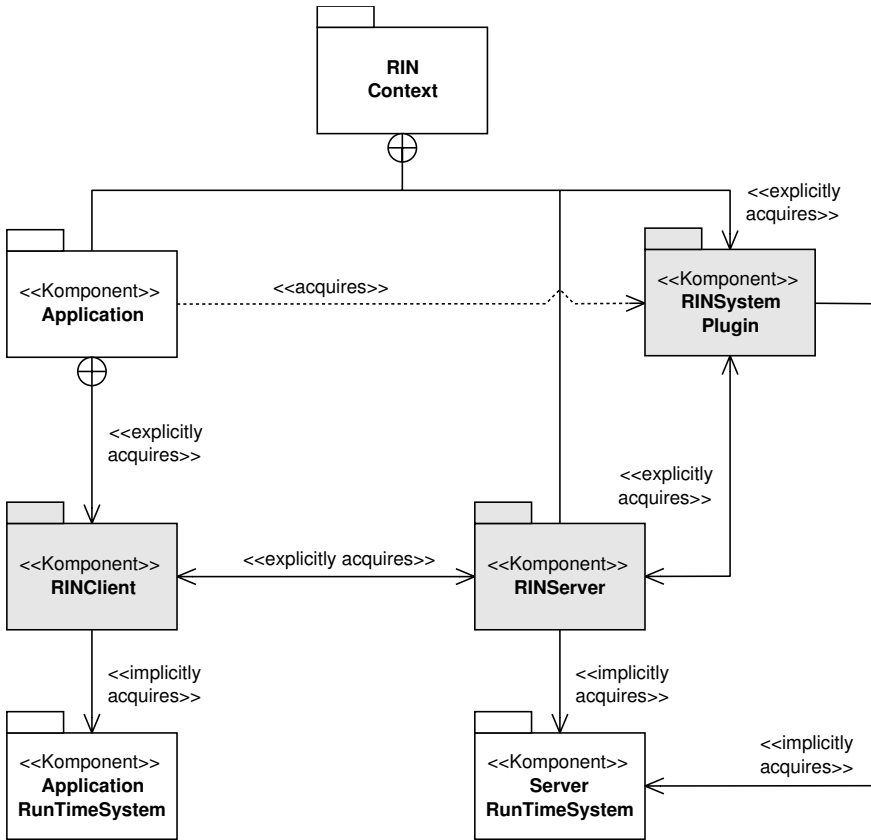 RIN
Context
<<explicitly
acquires>>
<<Komponent>>
Application
<<acquires>>
<<Komponent>>
RINSystem
Plugin
<<explicitly
acquires>>
<<explicitly
acquires>>
<<Komponent>>
RINClient
<<explicitly acquires>>
<<Komponent>>
RINServer
<<implicitly
acquires>>
<<implicitly
acquires>>
<<Komponent>>
Application
RunTimeSystem
<<Komponent>>
Server
RunTimeSystem
<<implicitly
acquires>>